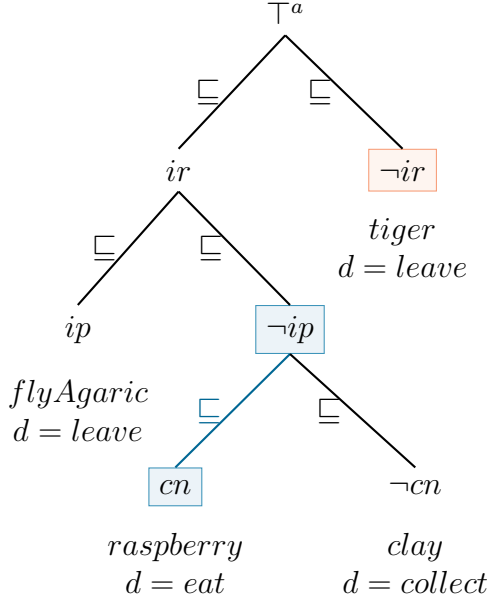 ⊤ᵃ
⊑ ⊑
ir ¬ir
tiger
d = leave
⊑ ⊑
ip ¬ip
flyAgaric
d = leave
⊑ ⊑
cn ¬cn
raspberry clay
d = eat d = collect